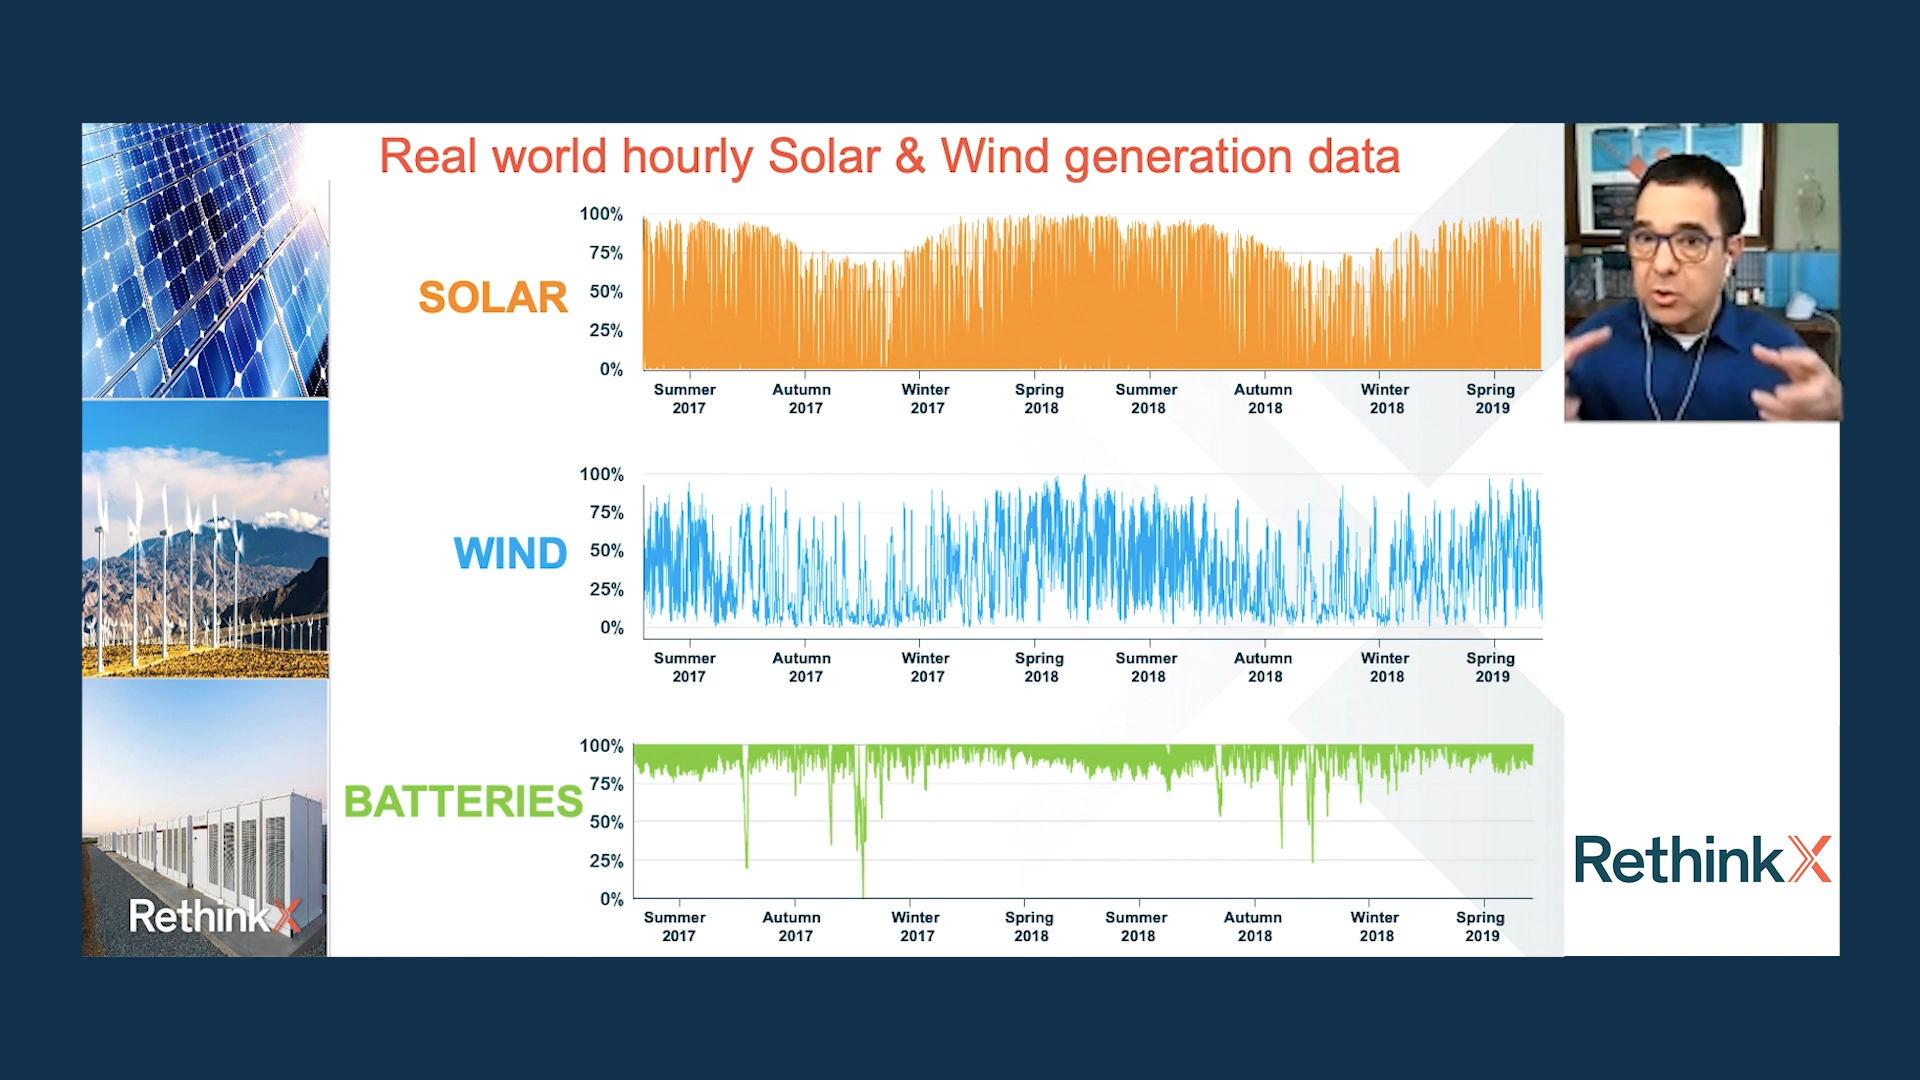 Real world hourly Solar & Wind generation data
SOLAR
100%
75%
50%
25%
0%
Summer 2017
Autumn 2017
Winter 2017
Spring 2018
Summer 2018
Autumn 2018
Winter 2018
Spring 2019
WIND
100%
75%
50%
25%
0%
Summer 2017
Autumn 2017
Winter 2017
Spring 2018
Summer 2018
Autumn 2018
Winter 2018
Spring 2019
BATTERIES
100%
75%
50%
25%
0%
Summer 2017
Autumn 2017
Winter 2017
Spring 2018
Summer 2018
Autumn 2018
Winter 2018
Spring 2019
RethinkX
RethinkX